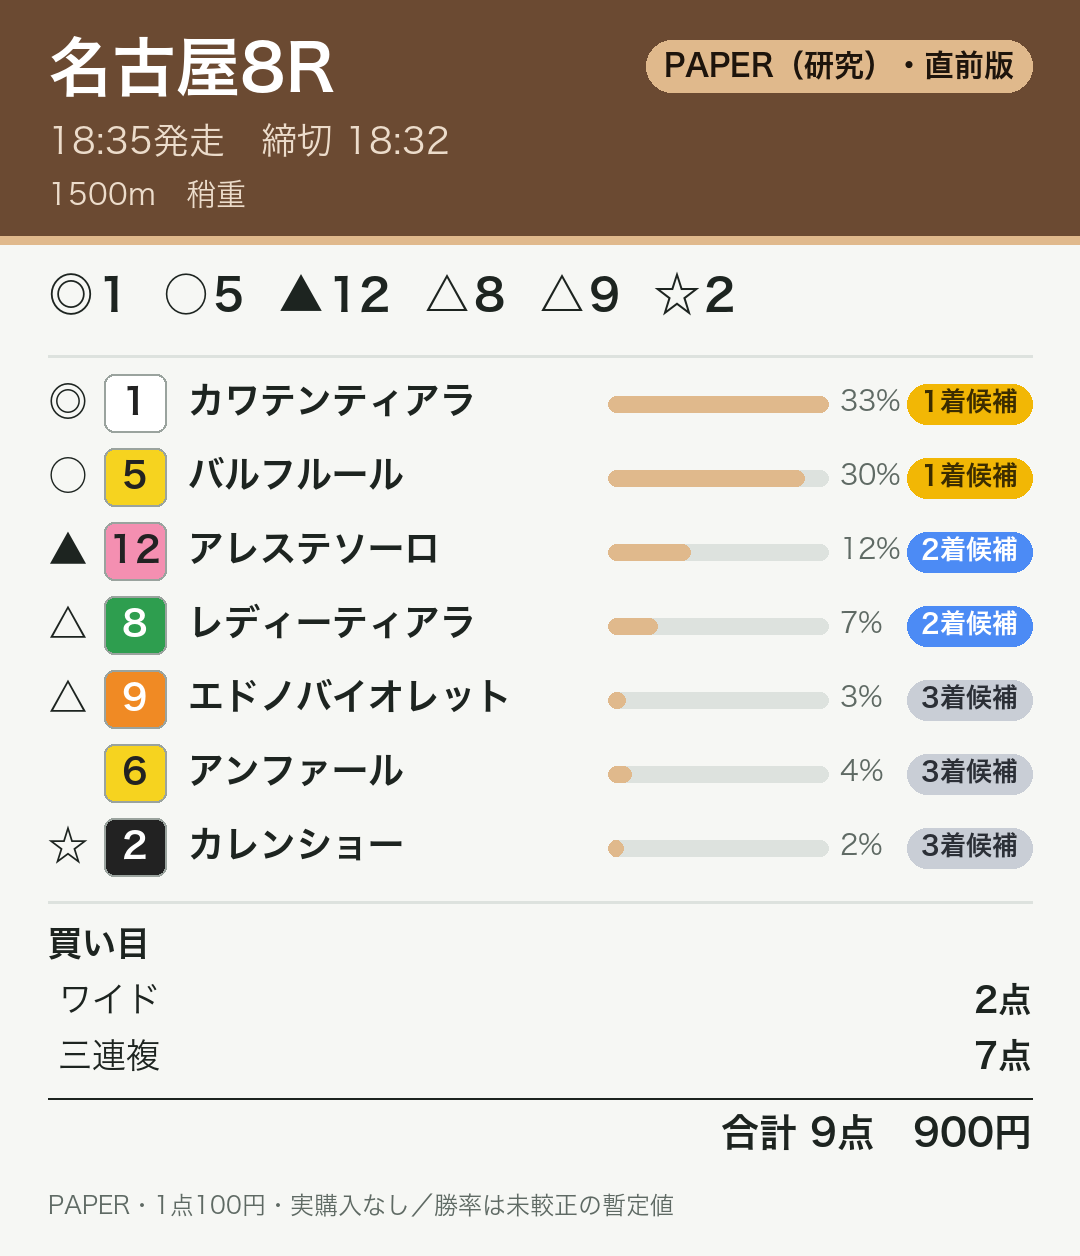 名古屋8R
PAPER（研究）・直前版
18:35発走　締切 18:32
1500m　稍重
◎1 ○5 ▲12 △8 △9 ☆2
◎ 1 カワテンティアラ 33% 1着候補
○ 5 バルフルール 30% 1着候補
▲ 12 アレステソーロ 12% 2着候補
△ 8 レディーティアラ 7% 2着候補
△ 9 エドノバイオレット 3% 3着候補
6 アンファール 4% 3着候補
☆ 2 カレンショー 2% 3着候補
買い目
ワイド 2点
三連複 7点
合計 9点　900円
PAPER・1点100円・実購入なし／勝率は未較正の暫定値